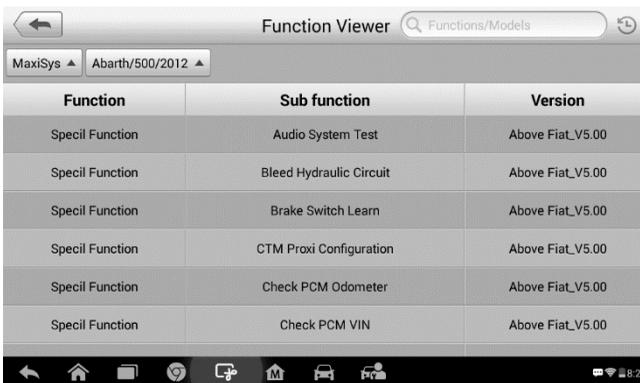 Function Viewer Functions/Models
MaxiSys Abarth/500/2012
Function Sub function Version
Specil Function Audio System Test Above Fiat_V5.00
Specil Function Bleed Hydraulic Circuit Above Fiat_V5.00
Specil Function Brake Switch Learn Above Fiat_V5.00
Specil Function CTM Proxi Configuration Above Fiat_V5.00
Specil Function Check PCM Odometer Above Fiat_V5.00
Specil Function Check PCM VIN Above Fiat_V5.00
M